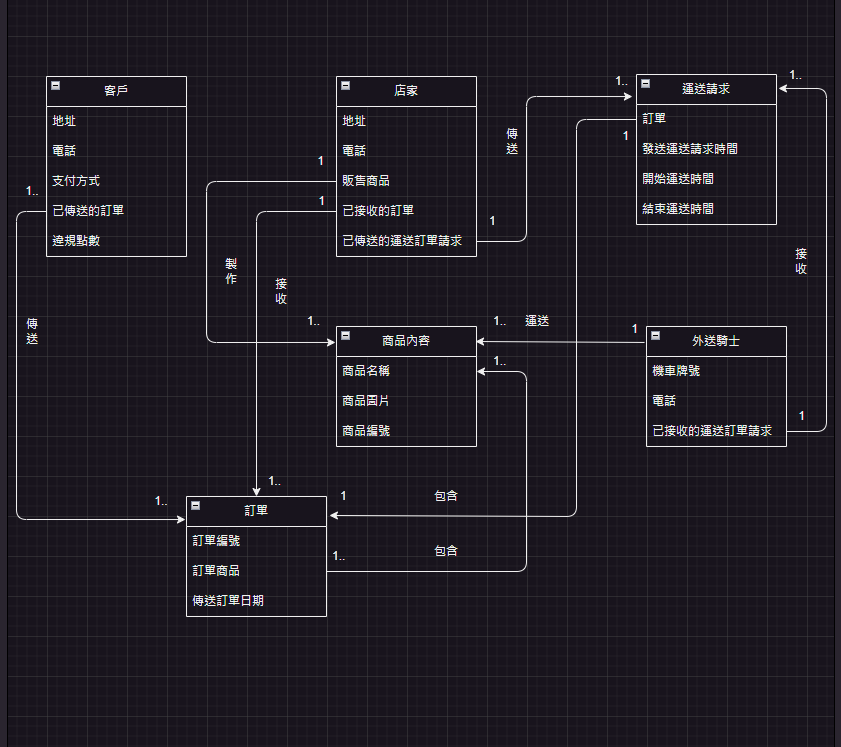 客戶
地址
電話
支付方式
已傳送的訂單
違規點數
1..
傳
送
店家
地址
電話
販售商品
已接收的訂單
已傳送的運送訂單請求
1
1
1
製
作
接
收
傳
送
1..
運送請求
訂單
發送運送請求時間
開始運送時間
結束運送時間
1
1..
接
收
1..
商品內容
商品名稱
商品圖片
商品編號
1..
運送
1
1..
外送騎士
機車牌號
電話
已接收的運送訂單請求
1
1..
1..
訂單
訂單編號
訂單商品
傳送訂單日期
1
包含
1..
包含